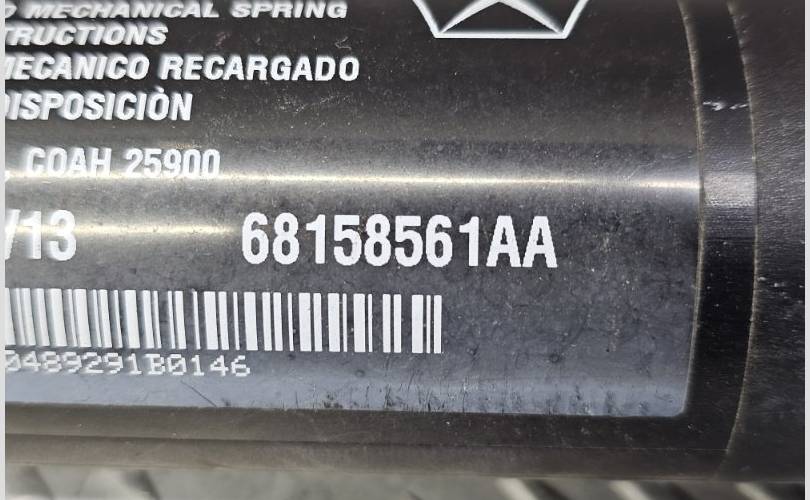 MECHANICAL SPRING
TRUCTIONS
MECANICO RECARGADO
DISPOSICIÒN
COAH 25900
/13 68158561AA
0489291B0146